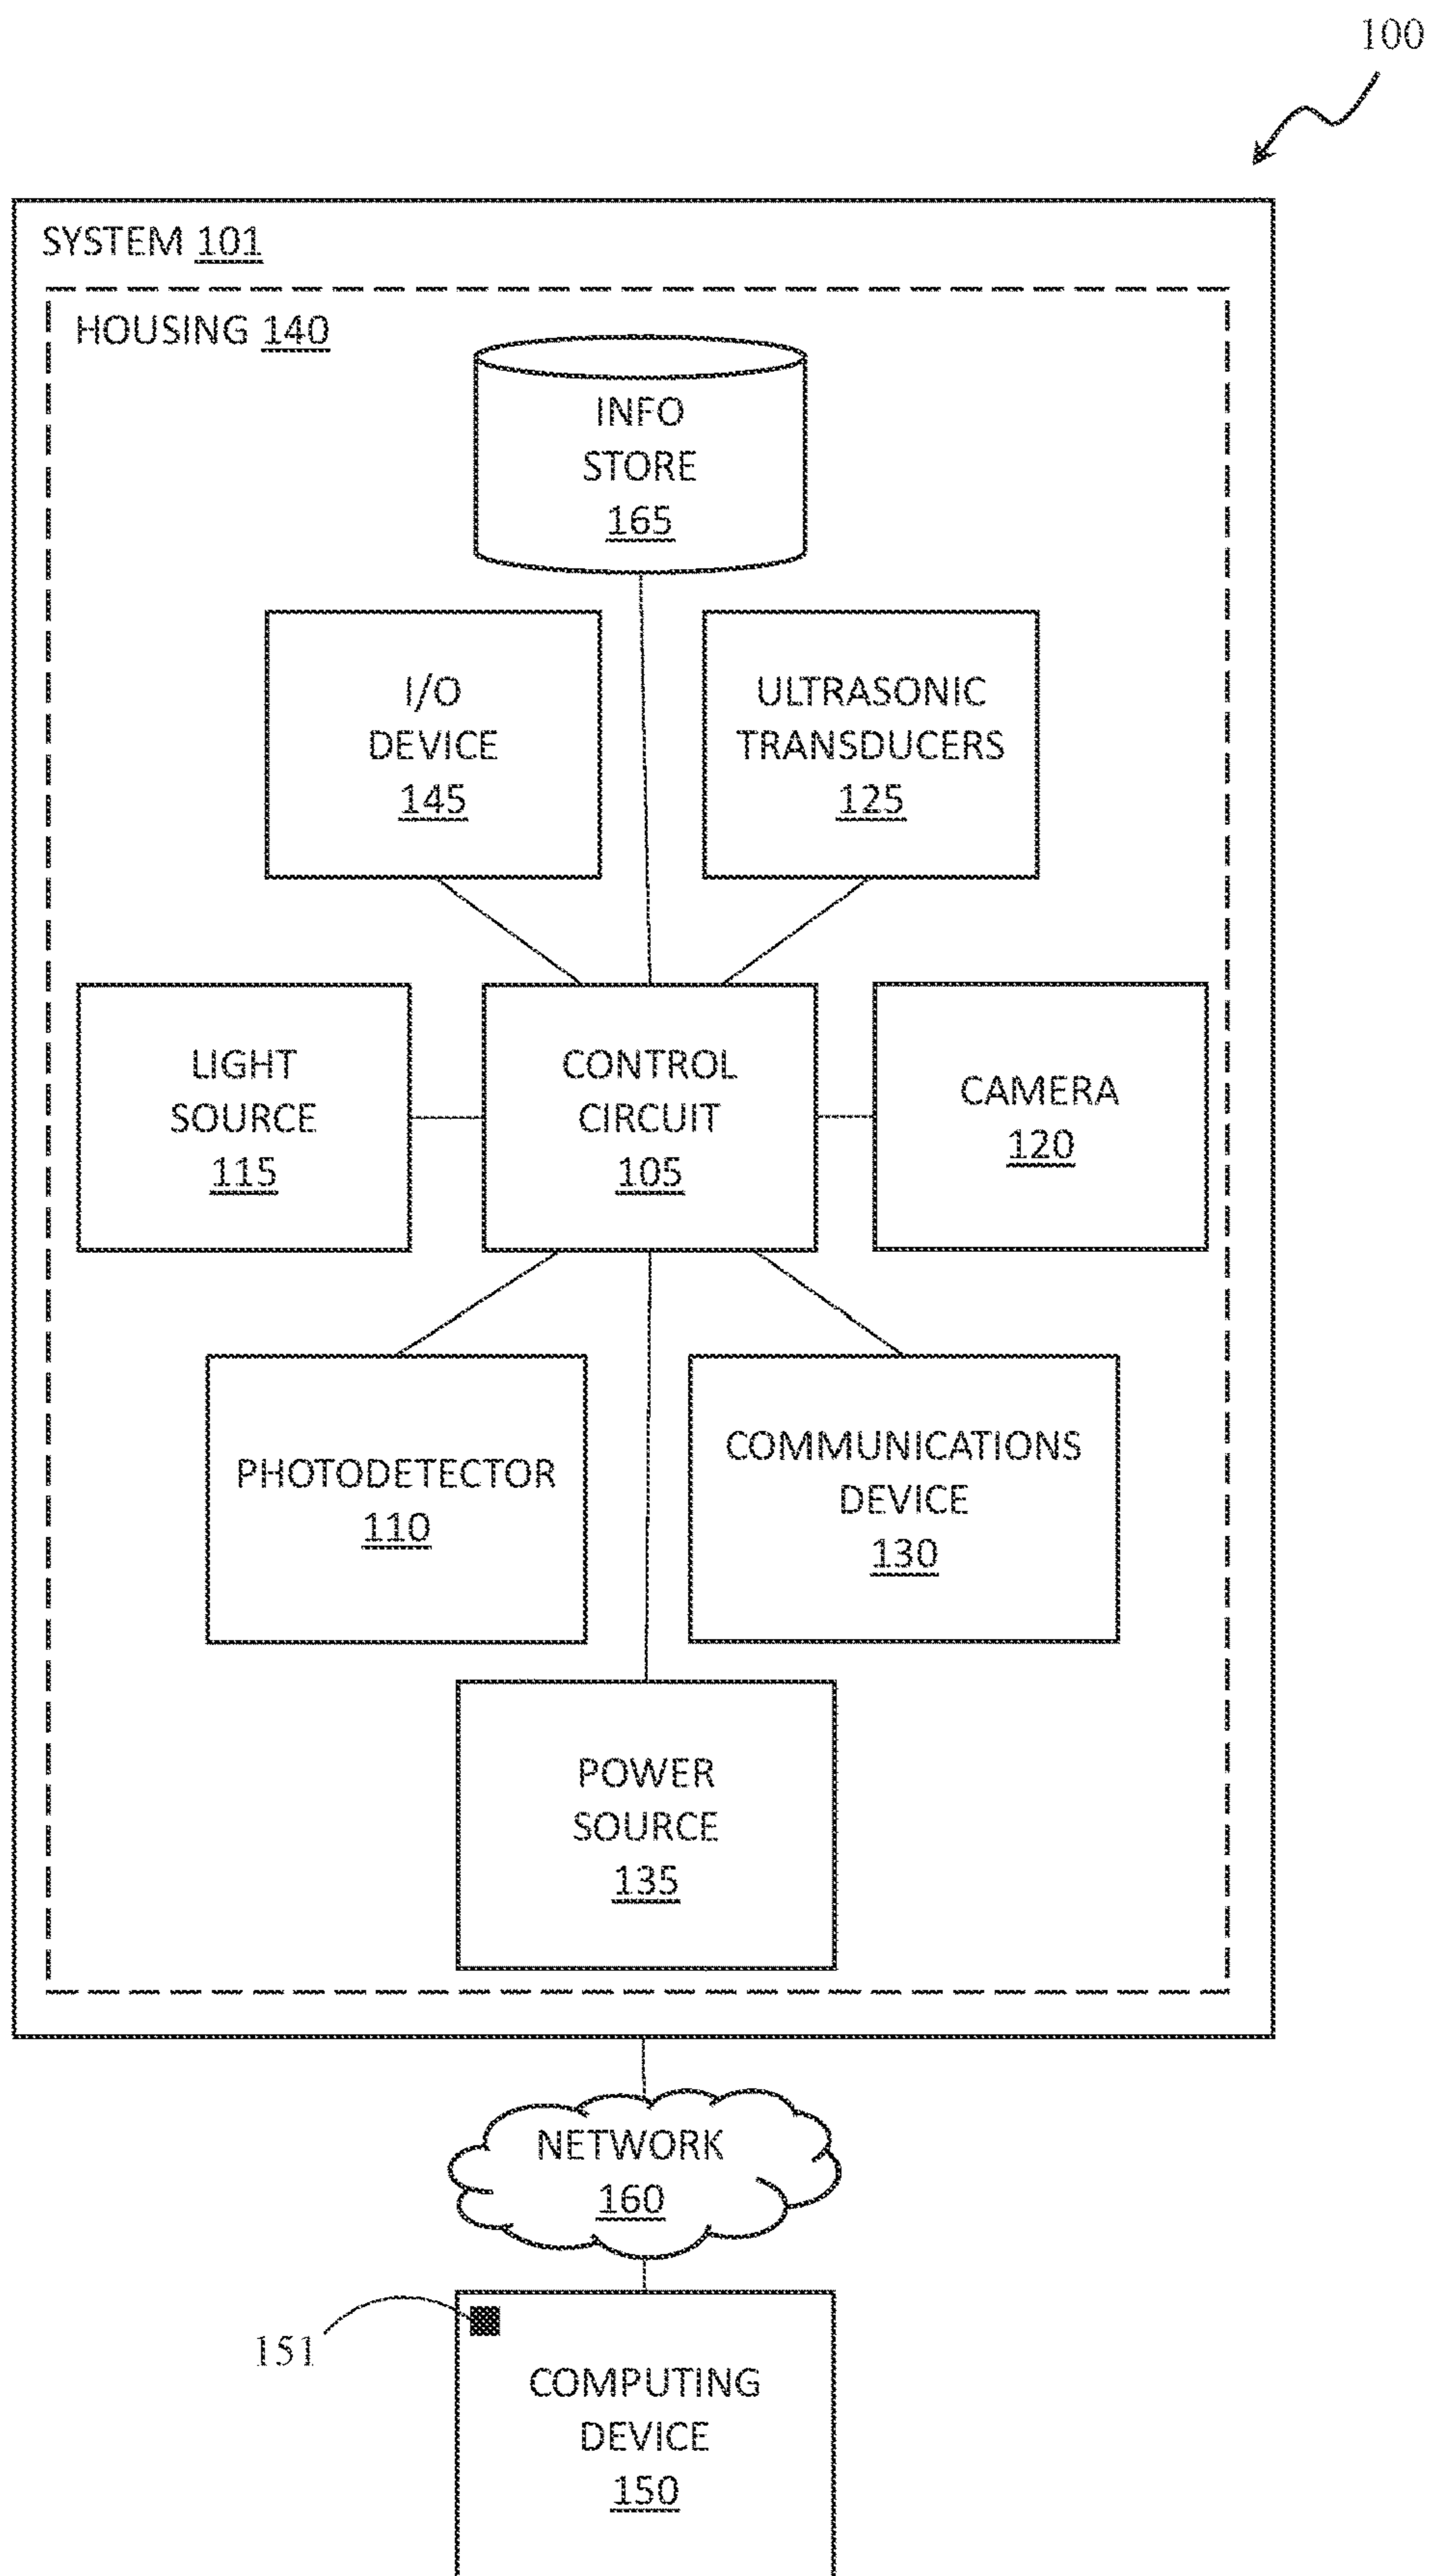 100
SYSTEM 101
HOUSING 140
INFO
STORE
165
I/O
DEVICE
145
ULTRASONIC
TRANSDUCERS
125
LIGHT
SOURCE
115
CONTROL
CIRCUIT
105
CAMERA
120
PHOTODETECTOR
110
COMMUNICATIONS
DEVICE
130
POWER
SOURCE
135
NETWORK
160
151
COMPUTING
DEVICE
150